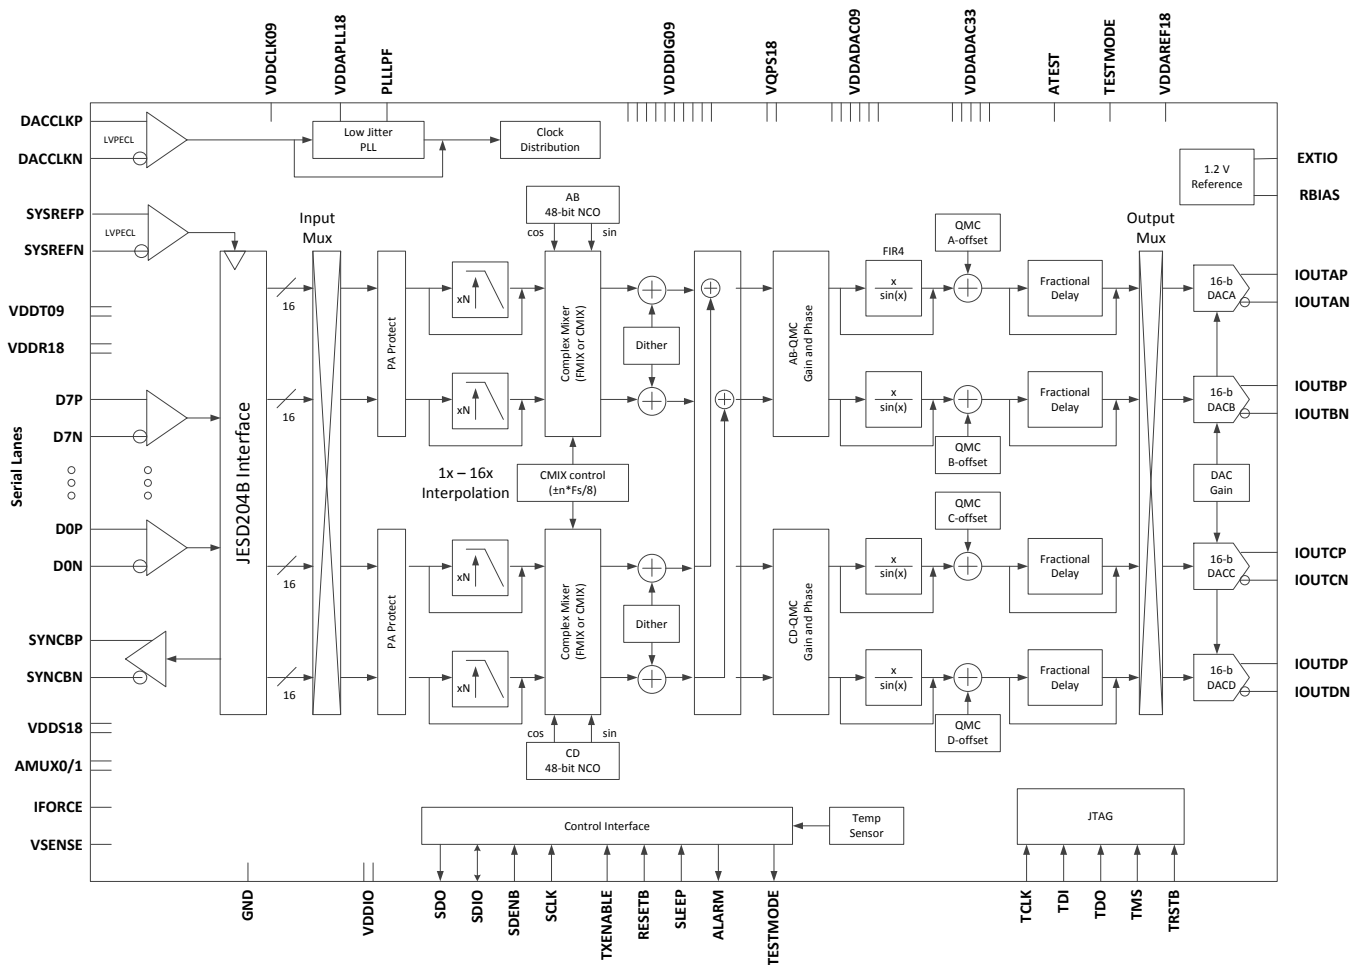 VDDCLK09
VDDAPLL18
PLLLPF
VDDDIG09
VQPS18
VDDADAC09
VDDADAC33
ATEST
TESTMODE
VDDAREF18
DACCLKP
LVPECL
DACCLKN
Low Jitter
PLL
Clock
Distribution
1.2 V
Reference
EXTIO
RBIAS
SYSREFP
LVPECL
SYSREFN
Input
Mux
AB
48-bit NCO
cos
sin
QMC
A-offset
Output
Mux
VDDT09
VDDR18
D7P
D7N
Serial Lanes
D0P
D0N
SYNCBP
SYNCBN
VDDS18
AMUX0/1
IFORCE
VSENSE
JESD204B Interface
16
16
16
16
PA Protect
PA Protect
xN
xN
xN
xN
1x – 16x
Interpolation
Complex Mixer
(FMIX or CMIX)
CMIX control
(±n*Fs/8)
Complex Mixer
(FMIX or CMIX)
cos
sin
CD
48-bit NCO
Dither
Dither
AB-QMC
Gain and Phase
CD-QMC
Gain and Phase
FIR4
x
sin(x)
x
sin(x)
x
sin(x)
x
sin(x)
QMC
B-offset
QMC
C-offset
QMC
D-offset
Fractional
Delay
Fractional
Delay
Fractional
Delay
Fractional
Delay
16-b
DACA
16-b
DACB
DAC
Gain
16-b
DACC
16-b
DACD
IOUTAP
IOUTAN
IOUTBP
IOUTBN
IOUTCP
IOUTCN
IOUTDP
IOUTDN
Control Interface
Temp
Sensor
JTAG
GND
VDDIO
SDO
SDIO
SDENB
SCLK
TXENABLE
RESETB
SLEEP
ALARM
TESTMODE
TCLK
TDI
TDO
TMS
TRSTB